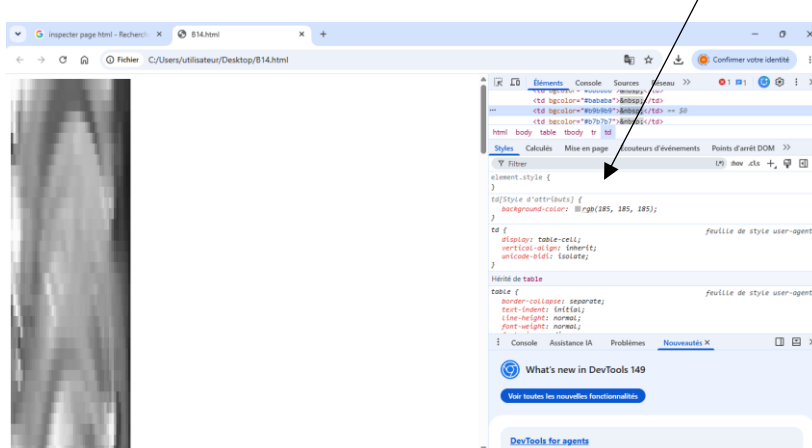 inspecter page html - Recherch × B14.html × +
Fichier C:/Users/utilisateur/Desktop/B14.html Confirmer votre identité
Éléments Console Sources Réseau >> 1 1
<td bgcolor="#bababa">&nbsp;</td>
... <td bgcolor="#b9b9b9">&nbsp;</td> == $0
<td bgcolor="#b7b7b7">&nbsp;</td>
html body table tbody tr td
Styles Calculés Mise en page Écouteurs d'événements Points d'arrêt DOM >>
Filtrer :hov .cls +
element.style {
}
td[Style d'attributs] {
background-color: rgb(185, 185, 185);
}
td { feuille de style user-agent
display: table-cell;
vertical-align: inherit;
unicode-bidi: isolate;
}
Hérité de table
table { feuille de style user-agent
border-collapse: separate;
text-indent: initial;
line-height: normal;
font-weight: normal;
Console Assistance IA Problèmes Nouveautés ×
What's new in DevTools 149
Voir toutes les nouvelles fonctionnalités
DevTools for agents